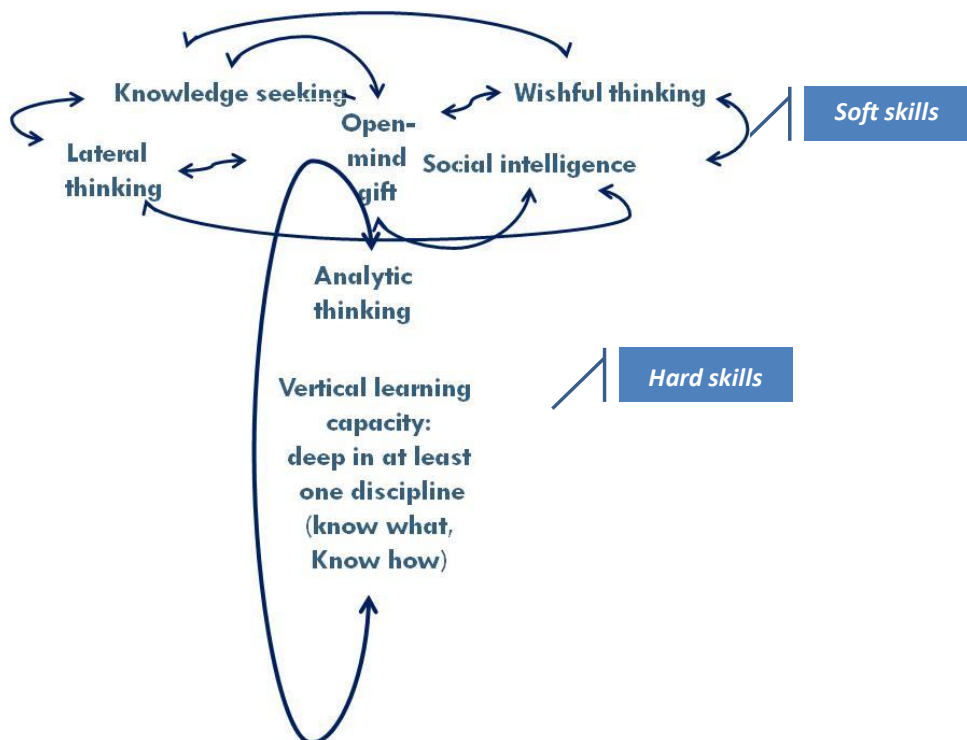 Knowledge seeking
Wishful thinking
Soft skills
Open-
mind
gift
Lateral
thinking
Social intelligence
Analytic
thinking
Hard skills
Vertical learning
capacity:
deep in at least
one discipline
(know what,
Know how)